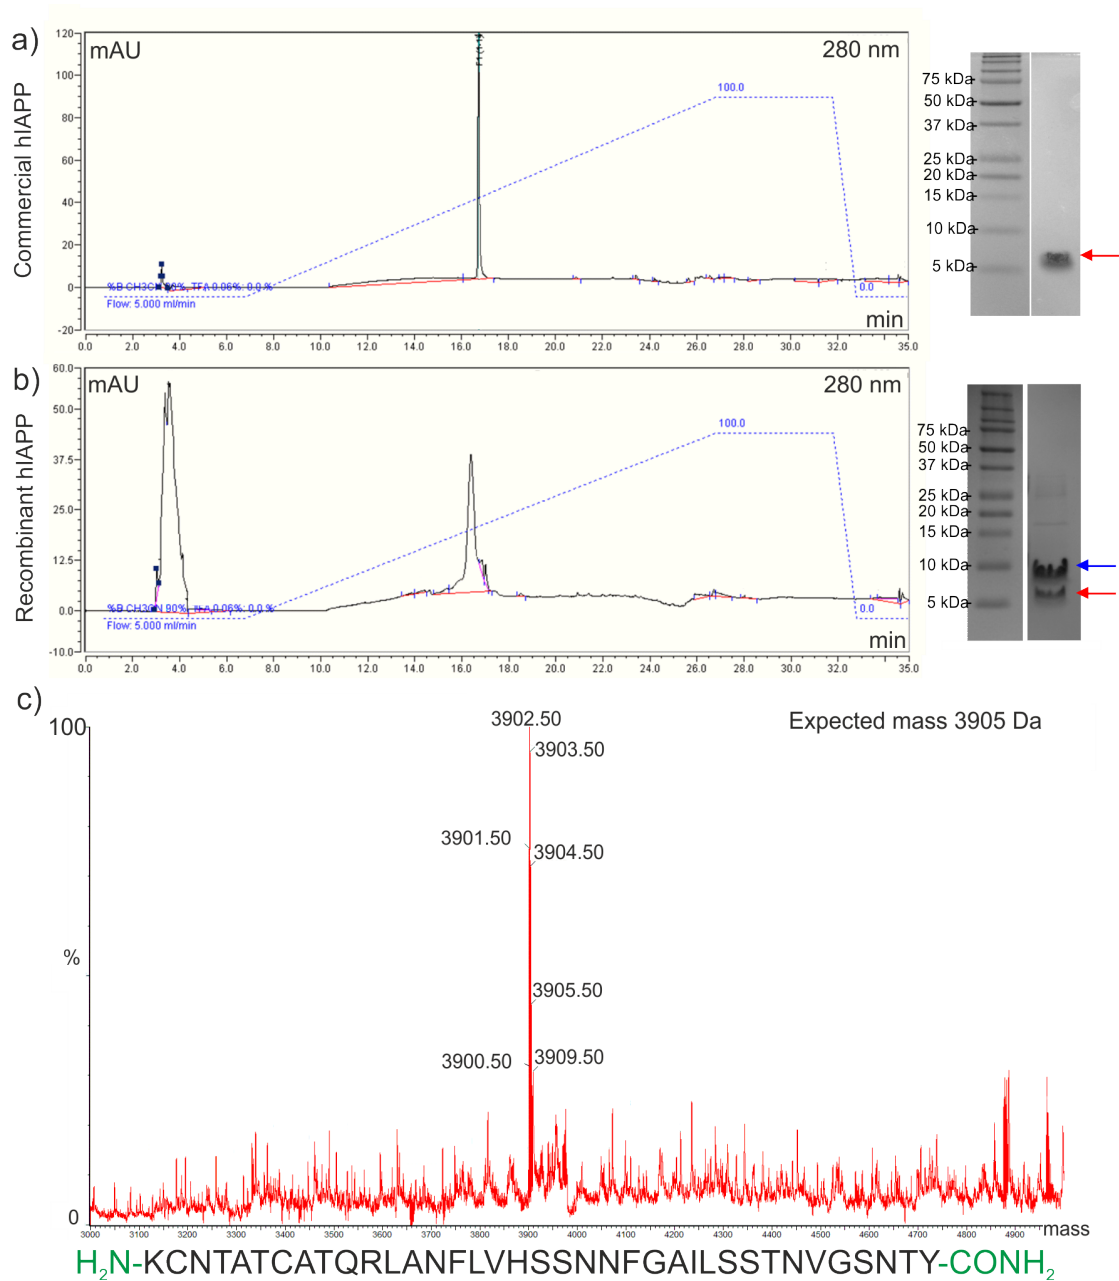 a)
Commercial hIAPP
mAU
280 nm
120
100
80
60
40
20
0
-20
100.0
0.0
Flow: 5.000 ml/min
min
0.0 2.0 4.0 6.0 8.0 10.0 12.0 14.0 16.0 18.0 20.0 22.0 24.0 26.0 28.0 30.0 32.0 35.0
75 kDa
50 kDa
37 kDa
25 kDa
20 kDa
15 kDa
10 kDa
5 kDa
b)
Recombinant hIAPP
mAU
280 nm
60.0
50.0
37.5
25.0
12.5
0.0
-10.0
100.0
%B CH3CN 90%, TFA 0.06%: 0.0 %
0.0
Flow: 5.000 ml/min
min
0.0 2.0 4.0 6.0 8.0 10.0 12.0 14.0 16.0 18.0 20.0 22.0 24.0 26.0 28.0 30.0 32.0 35.0
75 kDa
50 kDa
37 kDa
25 kDa
20 kDa
15 kDa
10 kDa
5 kDa
c)
Expected mass 3905 Da
100
%
0
3902.50
3903.50
3901.50
3904.50
3905.50
3900.50
3909.50
3000 3100 3200 3300 3400 3500 3600 3700 3800 3900 4000 4100 4200 4300 4400 4500 4600 4700 4800 4900
mass
H₂N-KCNTATCATQRLANFLVHSSNNFGAILSSTNVGSNTY-CONH₂